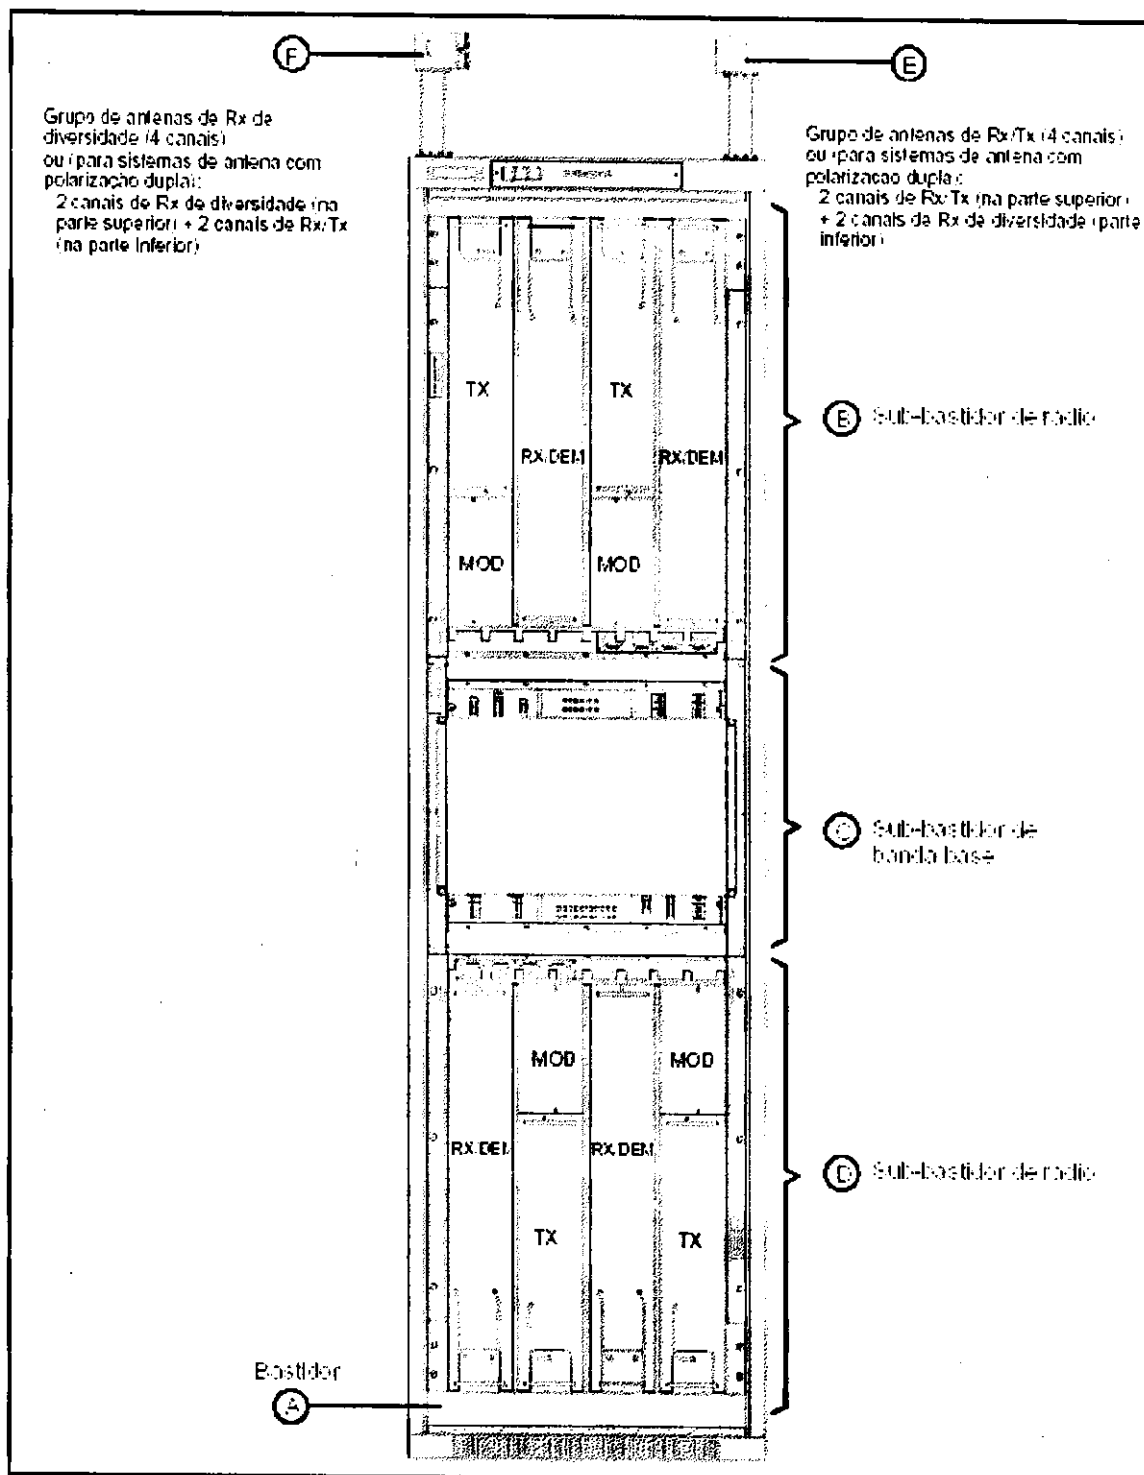 F
E
Grupo de antenas de Rx de
diversidade (4 canais)
ou (para sistemas de antena com
polarização dupla):
2 canais de Rx de diversidade (na
parte superior) + 2 canais de Rx/Tx
(na parte inferior)
Grupo de antenas de Rx/Tx (4 canais)
ou (para sistemas de antena com
polarização dupla):
2 canais de Rx/Tx (na parte superior)
+ 2 canais de Rx de diversidade (parte
inferior)
TX
TX
RX/DEM
RX/DEM
MOD
MOD
B Sub-bastidor de rádio
C Sub-bastidor de
banda base
MOD
MOD
RX/DEM
RX/DEM
TX
TX
D Sub-bastidor de rádio
Bastidor
A